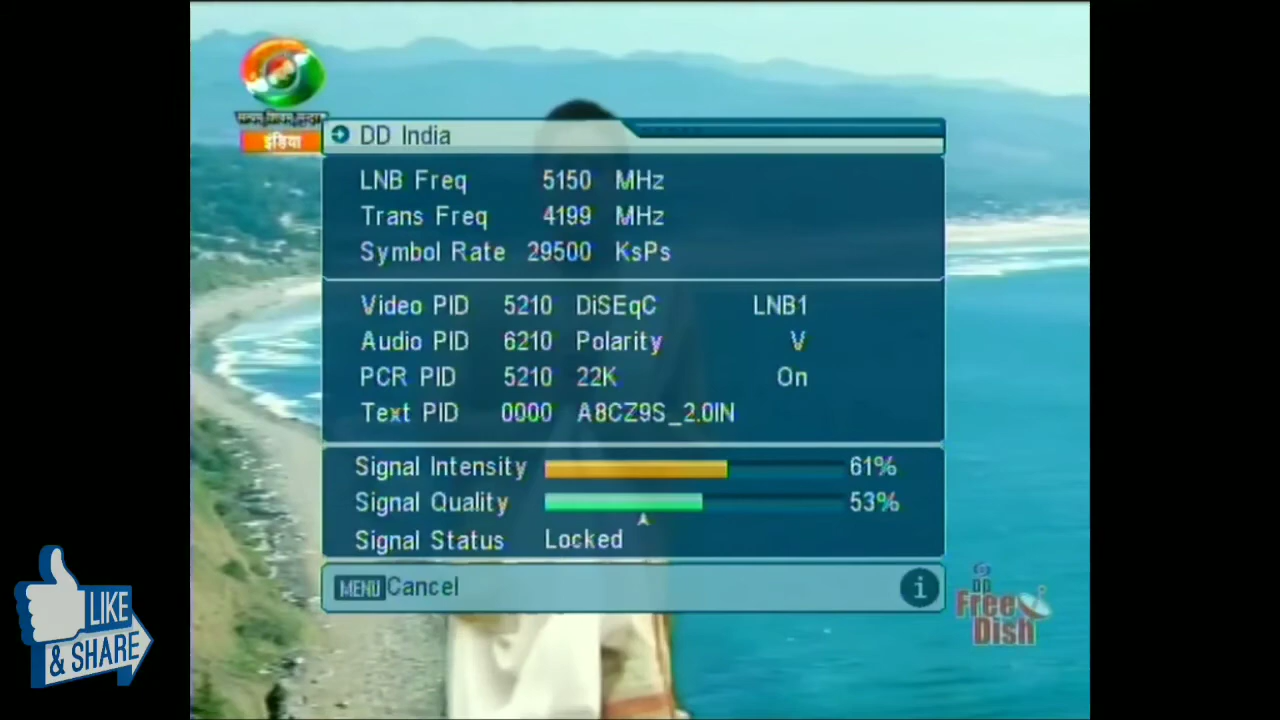 इंडिया
DD India
LNB Freq 5150 MHz
Trans Freq 4199 MHz
Symbol Rate 29500 KsPs
Video PID 5210 DiSEqC LNB1
Audio PID 6210 Polarity V
PCR PID 5210 22K On
Text PID 0000 A8CZ9S_2.0IN
Signal Intensity 61%
Signal Quality 53%
Signal Status Locked
MENU Cancel i
LIKE
& SHARE
DD
Free
Dish